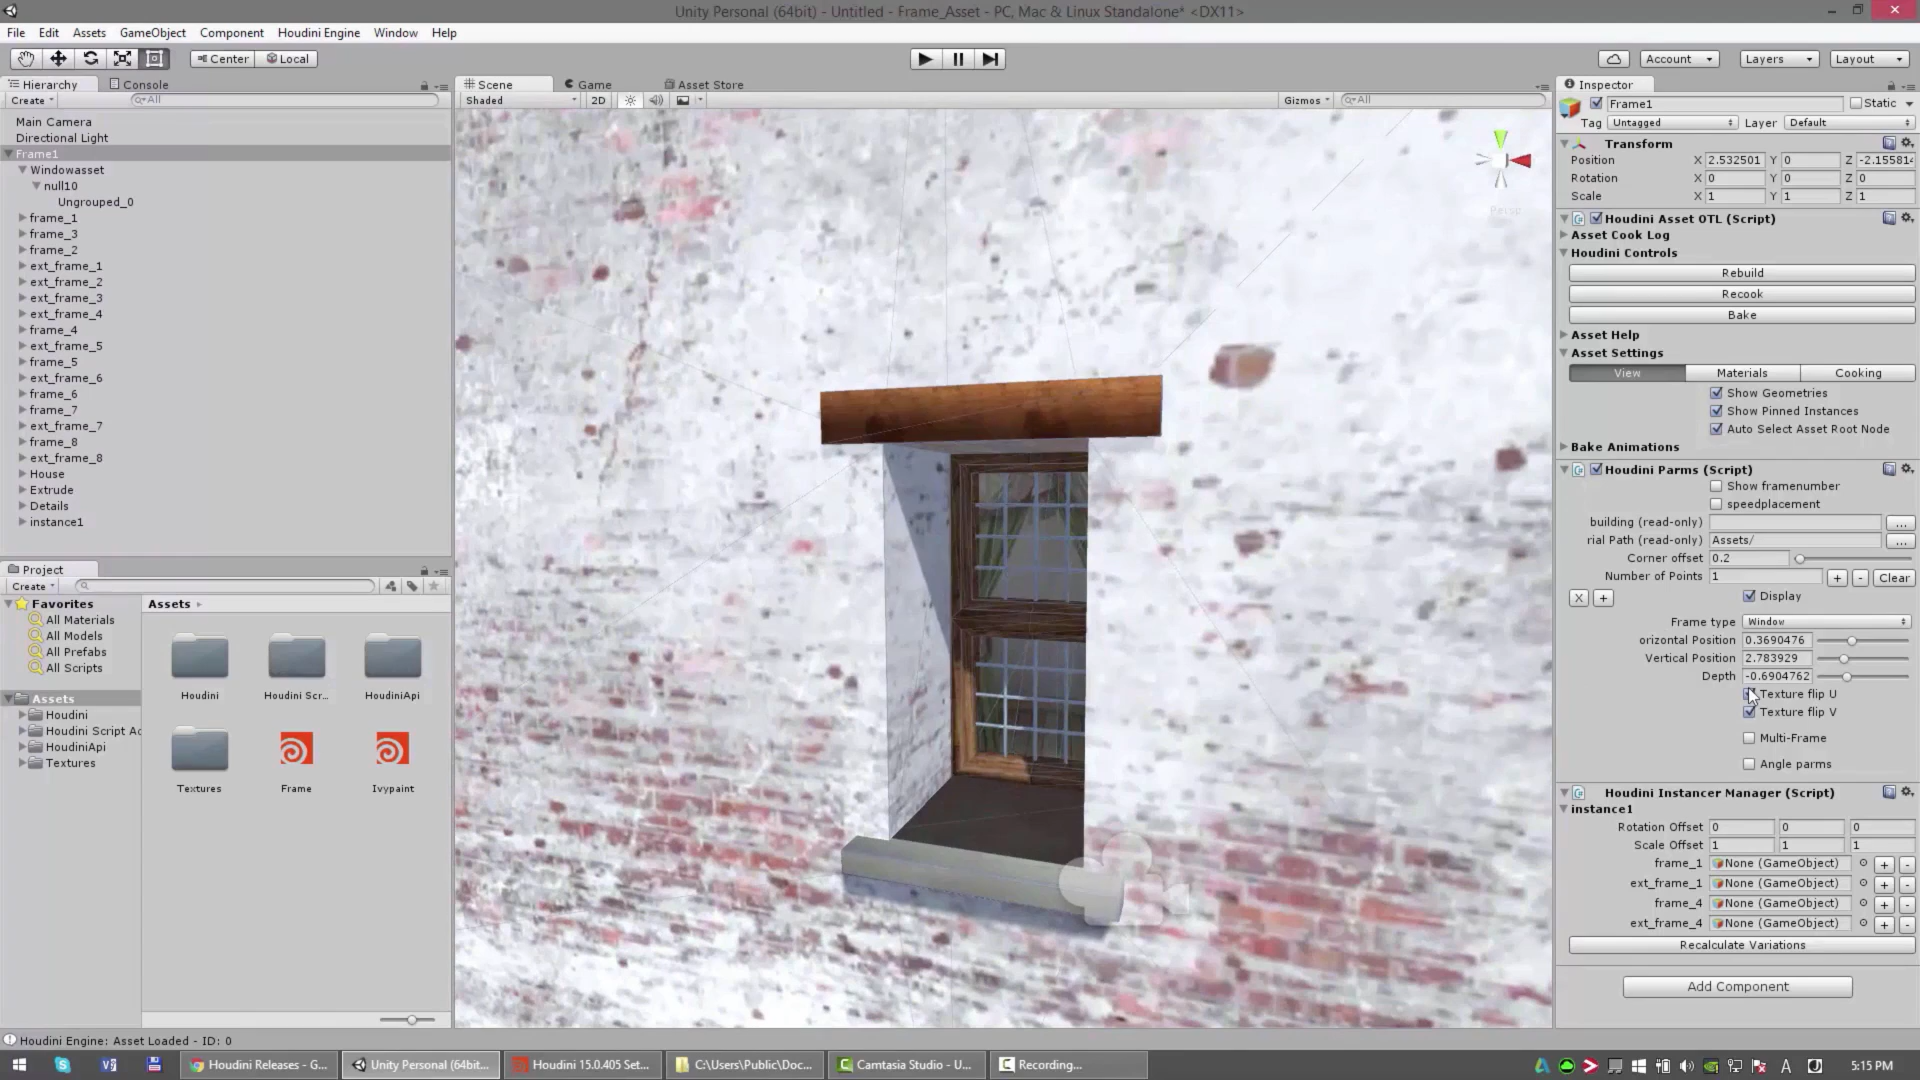 Unity Personal (64bit) - Untitled - Frame_Asset - PC, Mac & Linux Standalone* <DX11>
File Edit Assets GameObject Component Houdini Engine Window Help
Center Local Account Layers Layout
Hierarchy Console
Create All
Main Camera
Directional Light
Frame1
Windowasset
null10
Ungrouped_0
frame_1
frame_3
frame_2
ext_frame_1
ext_frame_2
ext_frame_3
ext_frame_4
frame_4
ext_frame_5
frame_5
ext_frame_6
frame_6
frame_7
ext_frame_7
frame_8
ext_frame_8
House
Extrude
Details
instance1
Project
Create
Favorites
All Materials
All Models
All Prefabs
All Scripts
Assets
Houdini
Houdini Script Ac
HoudiniApi
Textures
Assets
Houdini Houdini Scr... HoudiniApi
Textures Frame Ivypaint
Scene Game Asset Store
Shaded 2D Gizmos All
Persp
Inspector
Frame1 Static
Tag Untagged Layer Default
Transform
Position X 2.532501 Y 0 Z -2.155814
Rotation X 0 Y 0 Z 0
Scale X 1 Y 1 Z 1
Houdini Asset OTL (Script)
Asset Cook Log
Houdini Controls
Rebuild
Recook
Bake
Asset Help
Asset Settings
View Materials Cooking
Show Geometries
Show Pinned Instances
Auto Select Asset Root Node
Bake Animations
Houdini Parms (Script)
Show framenumber
speedplacement
building (read-only) ...
rial Path (read-only) Assets/ ...
Corner offset 0.2
Number of Points 1 + - Clear
X + Display
Frame type Window
orizontal Position 0.3690476
Vertical Position 2.783929
Depth -0.6904762
Texture flip U
Texture flip V
Multi-Frame
Angle parms
Houdini Instancer Manager (Script)
instance1
Rotation Offset 0 0 0
Scale Offset 1 1 1
frame_1 None (GameObject) + -
ext_frame_1 None (GameObject) + -
frame_4 None (GameObject) + -
ext_frame_4 None (GameObject) + -
Recalculate Variations
Add Component
Houdini Engine: Asset Loaded - ID: 0
Houdini Releases - G... Unity Personal (64bit... Houdini 15.0.405 Set... C:\Users\Public\Doc... Camtasia Studio - U... Recording... 5:15 PM